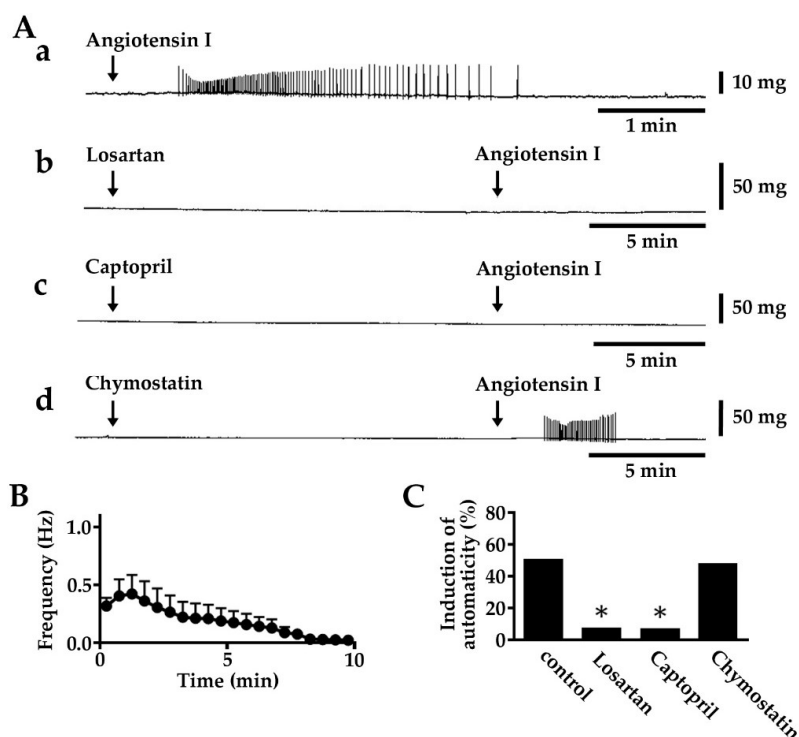 A
a
Angiotensin I
10 mg
1 min
b
Losartan
Angiotensin I
50 mg
5 min
c
Captopril
Angiotensin I
50 mg
5 min
d
Chymostatin
Angiotensin I
50 mg
5 min
B
Frequency (Hz)
1.0
0.5
0.0
0
5
10
Time (min)
C
Induction of
automaticity (%)
80
60
40
20
0
*
*
control
Losartan
Captopril
Chymostatin